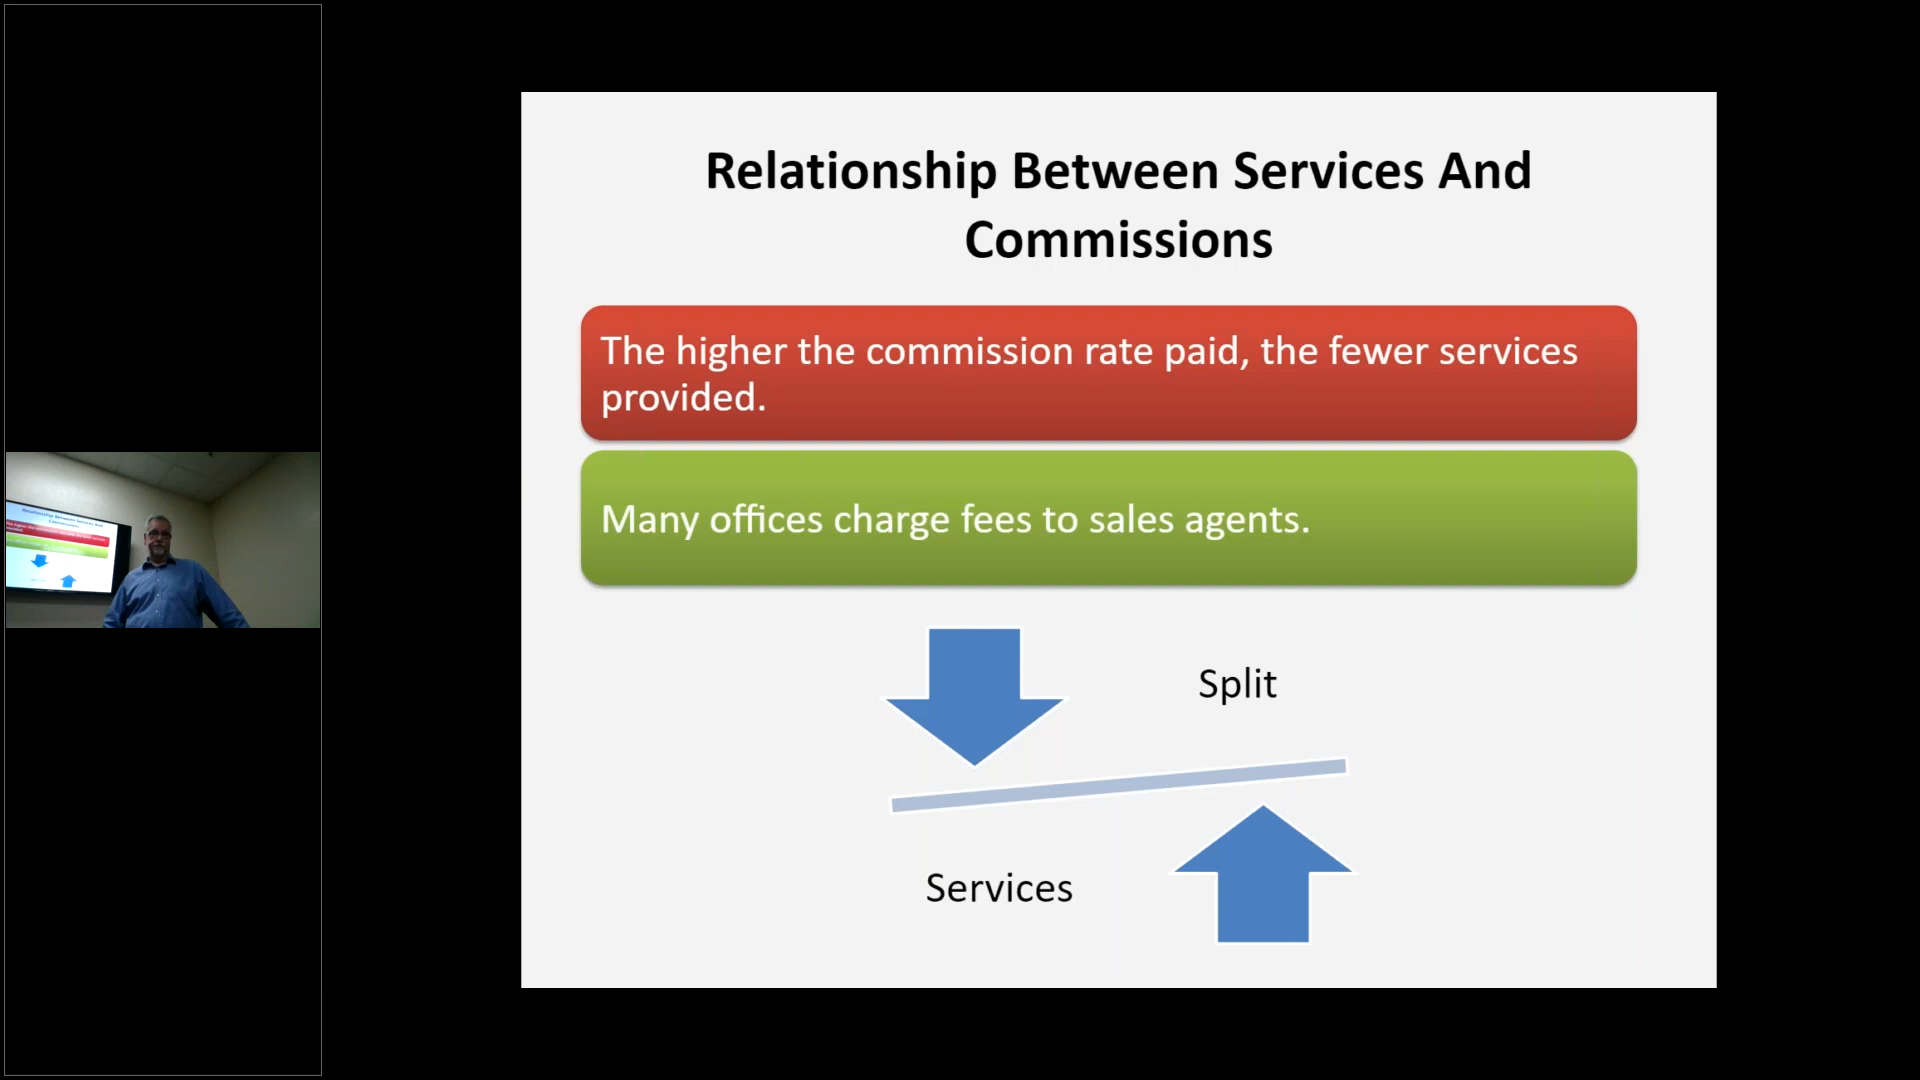 Relationship Between Services And
Commissions
The higher the commission rate paid, the fewer services
provided.
Many offices charge fees to sales agents.
Split
Services